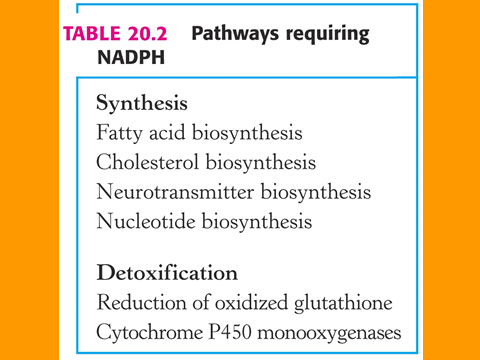 TABLE 20.2 Pathways requiring
NADPH
Synthesis
Fatty acid biosynthesis
Cholesterol biosynthesis
Neurotransmitter biosynthesis
Nucleotide biosynthesis
Detoxification
Reduction of oxidized glutathione
Cytochrome P450 monooxygenases